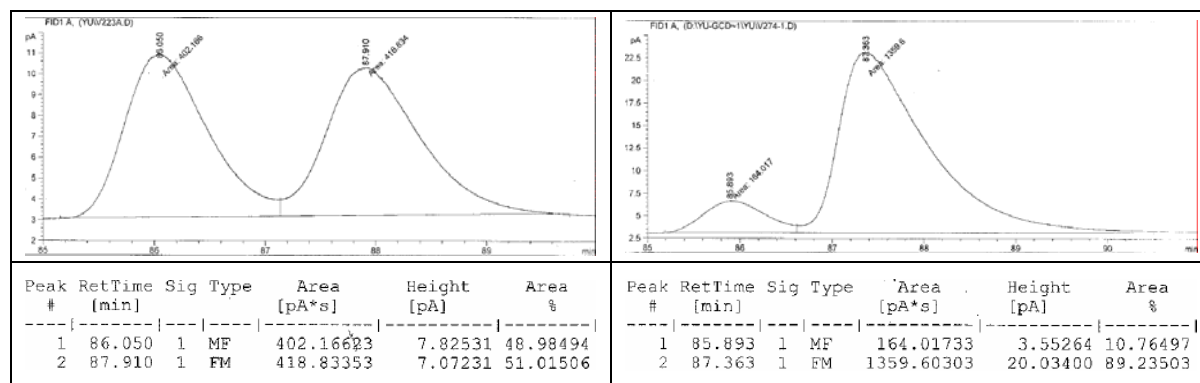 FID1 A, (YU\V223A.D)
pA
11
10
9
8
7
6
5
4
3
2
86.050
Area: 402.166
87.910
Area: 418.834
85 86 87 88 89 min
FID1 A, (D:\YU-GCD~1\YU\V274-1.D)
pA
22.5
20
17.5
15
12.5
10
7.5
5
2.5
85.893
Area: 164.017
87.363
Area: 1359.6
85 86 87 88 89 90 min
Peak RetTime Sig Type Area Height Area
# [min] [pA*s] [pA] %
1 86.050 1 MF 402.16623 7.82531 48.98494
2 87.910 1 FM 418.83353 7.07231 51.01506
Peak RetTime Sig Type Area Height Area
# [min] [pA*s] [pA] %
1 85.893 1 MF 164.01733 3.55264 10.76497
2 87.363 1 FM 1359.60303 20.03400 89.23503